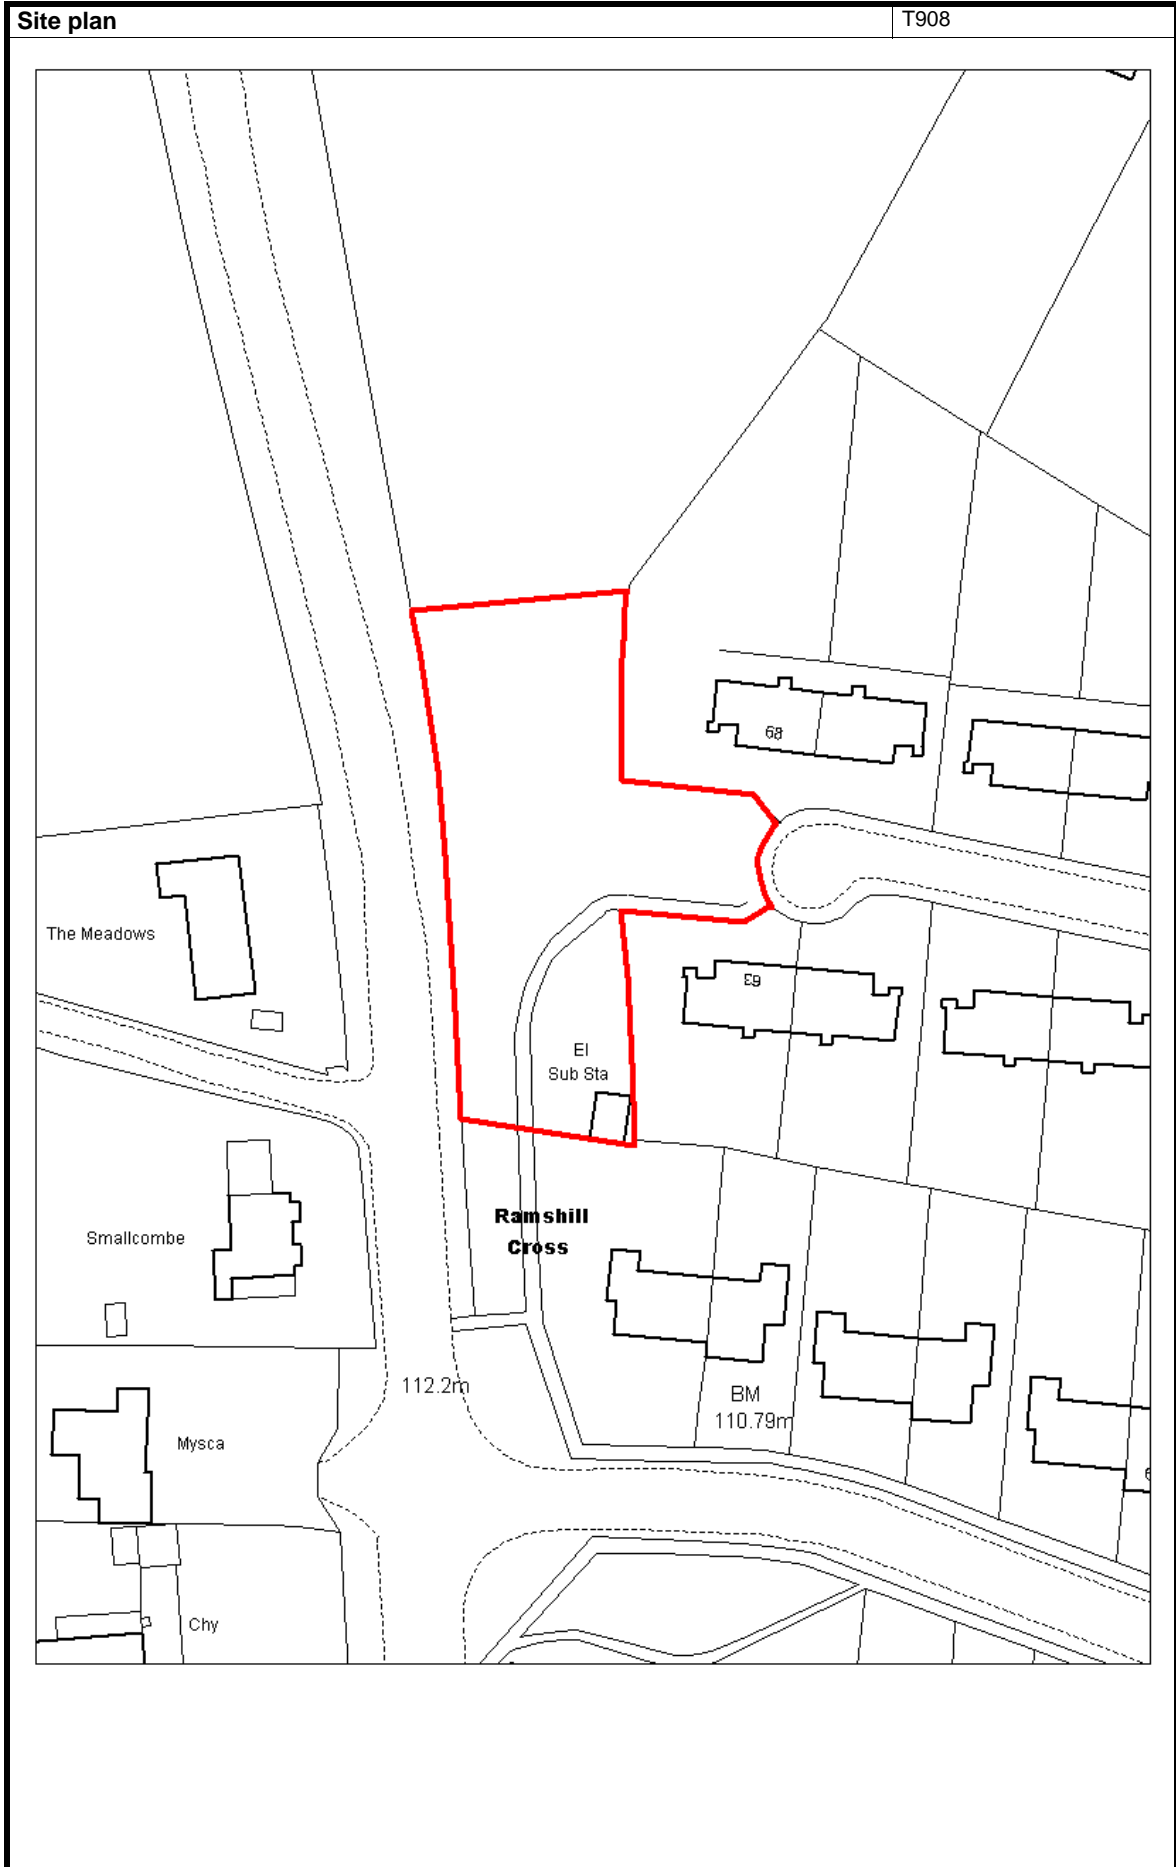 Site plan
T908
68
The Meadows
63
El
Sub Sta
Ramshill
Cross
Smallcombe
112.2m
BM
110.79m
Mysca
Chy